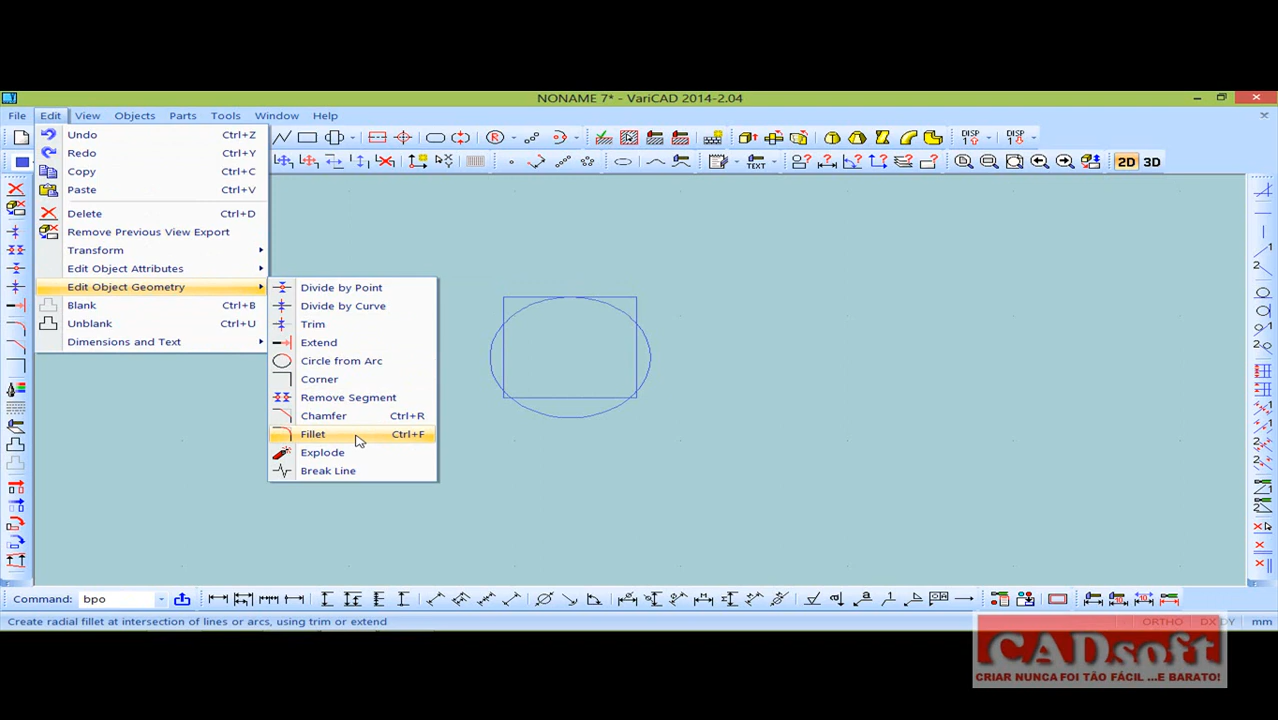 NONAME 7* - VariCAD 2014-2.04
File Edit View Objects Parts Tools Window Help
Undo Ctrl+Z
Redo Ctrl+Y
Copy Ctrl+C
Paste Ctrl+V
Delete Ctrl+D
Remove Previous View Export
Transform
Edit Object Attributes
Edit Object Geometry
Blank Ctrl+B
Unblank Ctrl+U
Dimensions and Text
Divide by Point
Divide by Curve
Trim
Extend
Circle from Arc
Corner
Remove Segment
Chamfer Ctrl+R
Fillet Ctrl+F
Explode
Break Line
DISP DISP
TEXT
2D 3D
Command: bpo
Create radial fillet at intersection of lines or arcs, using trim or extend
ORTHO DX DY mm
CADsoft
CRIAR NUNCA FOI TÃO FÁCIL ...E BARATO!